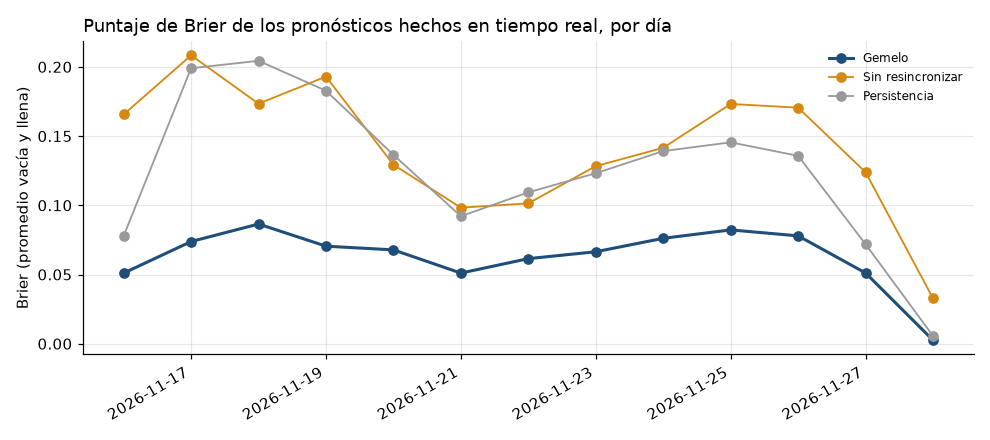 Puntaje de Brier de los pronósticos hechos en tiempo real, por día
Brier (promedio vacía y llena)
0.20
0.15
0.10
0.05
0.00
Gemelo
Sin resincronizar
Persistencia
2026-11-17
2026-11-19
2026-11-21
2026-11-23
2026-11-25
2026-11-27